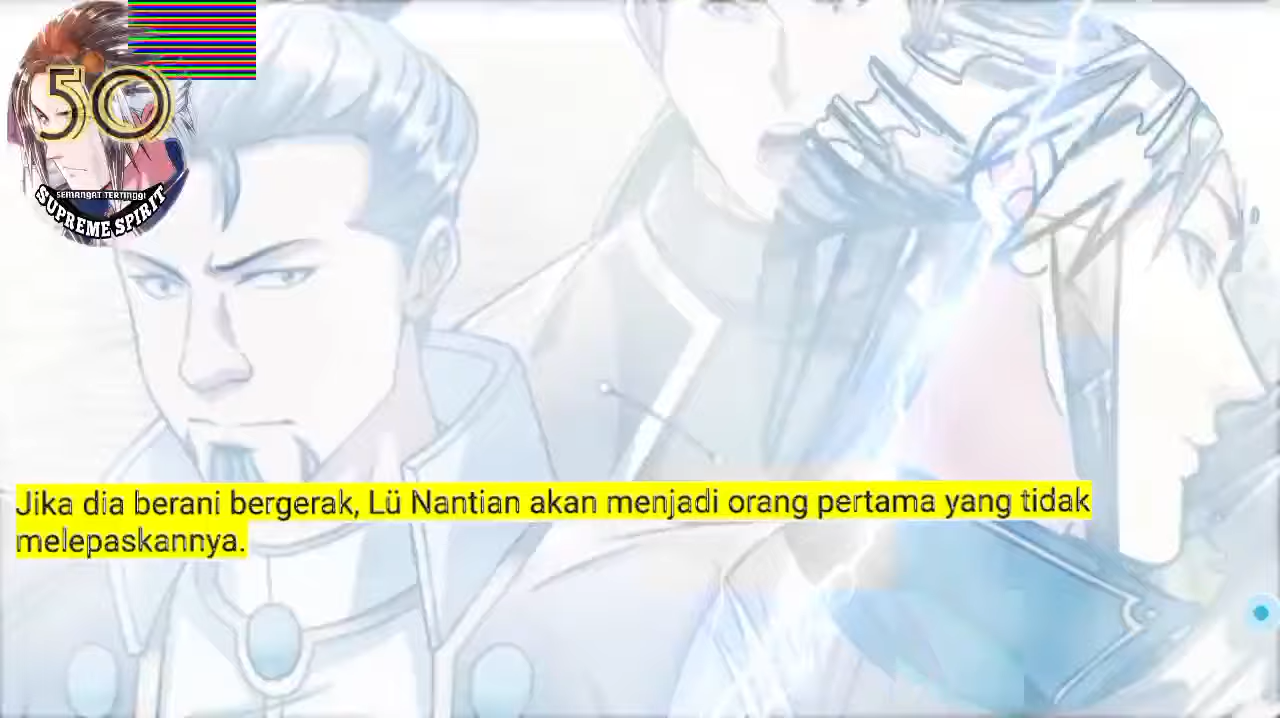 50
SEMANGAT TERTINGGI
SUPREME SPIRIT
Jika dia berani bergerak, Lü Nantian akan menjadi orang pertama yang tidak
melepaskannya.